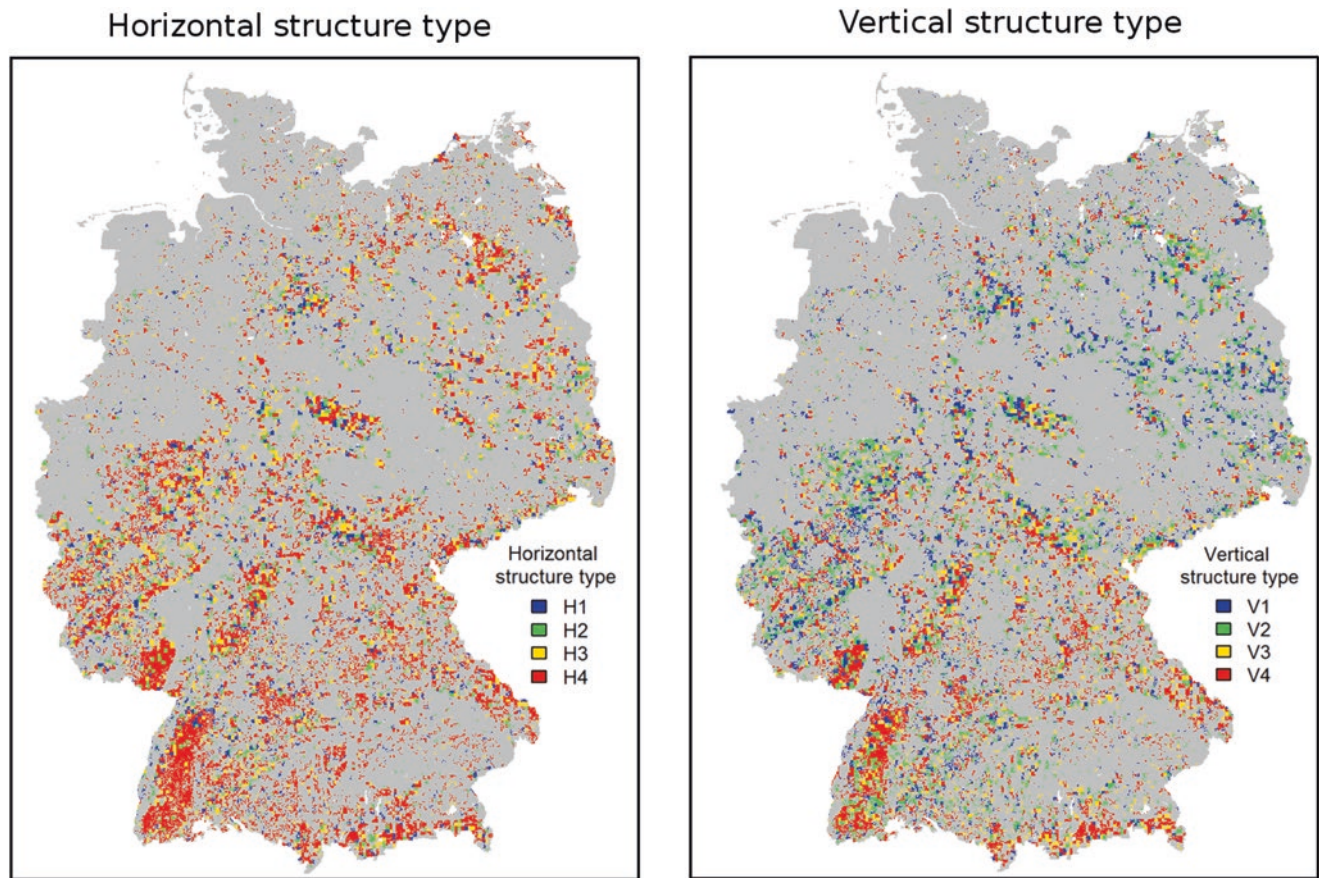 Horizontal structure type
Horizontal
structure type
H1
H2
H3
H4
Vertical structure type
Vertical
structure type
V1
V2
V3
V4